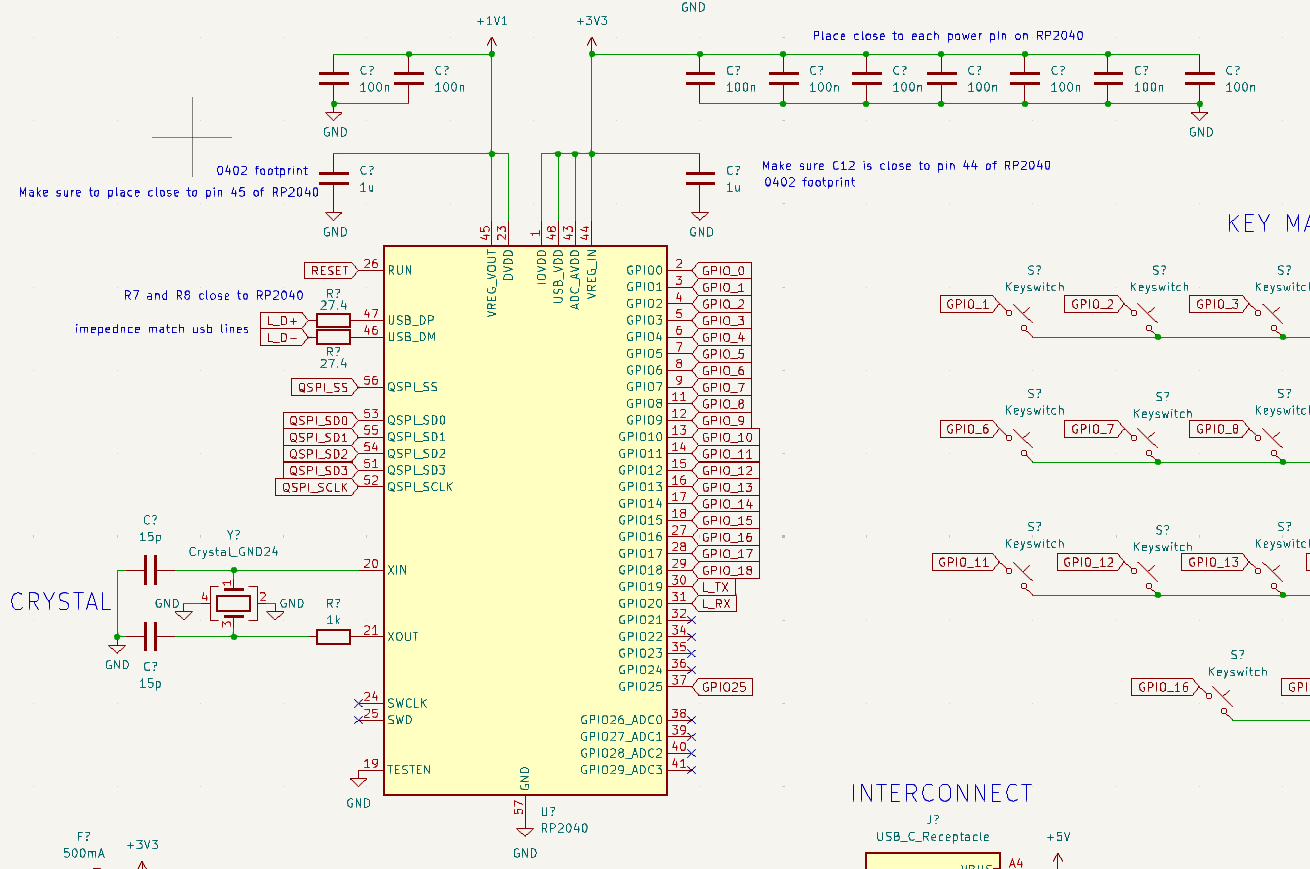 GND
+1V1
+3V3
Place close to each power pin on RP2040
C?
100n
C?
100n
C?
100n
C?
100n
C?
100n
C?
100n
C?
100n
C?
100n
C?
100n
GND
GND
0402 footprint
Make sure to place close to pin 45 of RP2040
C?
1u
GND
C?
1u
GND
Make sure C12 is close to pin 44 of RP2040
0402 footprint
KEY MA
45
23
1
48
43
44
VREG_VOUT
DVDD
IOVDD
USB_VDD
ADC_AVDD
VREG_IN
RESET
26
RUN
R7 and R8 close to RP2040
imepednce match usb lines
R?
27.4
L_D+
47
USB_DP
L_D-
46
USB_DM
R?
27.4
QSPI_SS
56
QSPI_SS
QSPI_SD0
53
QSPI_SD0
QSPI_SD1
55
QSPI_SD1
QSPI_SD2
54
QSPI_SD2
QSPI_SD3
51
QSPI_SD3
QSPI_SCLK
52
QSPI_SCLK
C?
15p
Y?
Crystal_GND24
20
XIN
CRYSTAL
GND
4
1
2
3
GND
R?
1k
21
XOUT
GND
C?
15p
24
SWCLK
25
SWD
19
TESTEN
GND
GPIO0
2
GPIO_0
GPIO1
3
GPIO_1
GPIO2
4
GPIO_2
GPIO3
5
GPIO_3
GPIO4
6
GPIO_4
GPIO5
7
GPIO_5
GPIO6
8
GPIO_6
GPIO7
9
GPIO_7
GPIO8
11
GPIO_8
GPIO9
12
GPIO_9
GPIO10
13
GPIO_10
GPIO11
14
GPIO_11
GPIO12
15
GPIO_12
GPIO13
16
GPIO_13
GPIO14
17
GPIO_14
GPIO15
18
GPIO_15
GPIO16
27
GPIO_16
GPIO17
28
GPIO_17
GPIO18
29
GPIO_18
GPIO19
30
L_TX
GPIO20
31
L_RX
GPIO21
32
GPIO22
34
GPIO23
35
GPIO24
36
GPIO25
37
GPIO25
GPIO26_ADC0
38
GPIO27_ADC1
39
GPIO28_ADC2
40
GPIO29_ADC3
41
GND
57
U?
RP2040
GND
S?
Keyswitch
GPIO_1
S?
Keyswitch
GPIO_2
S?
Keyswitch
GPIO_3
S?
Keyswitch
GPIO_6
S?
Keyswitch
GPIO_7
S?
Keyswitch
GPIO_8
S?
Keyswitch
GPIO_11
S?
Keyswitch
GPIO_12
S?
Keyswitch
GPIO_13
S?
Keyswitch
GPIO_16
GPI
INTERCONNECT
J?
USB_C_Receptacle
+5V
VBUS
A4
F?
500mA
+3V3